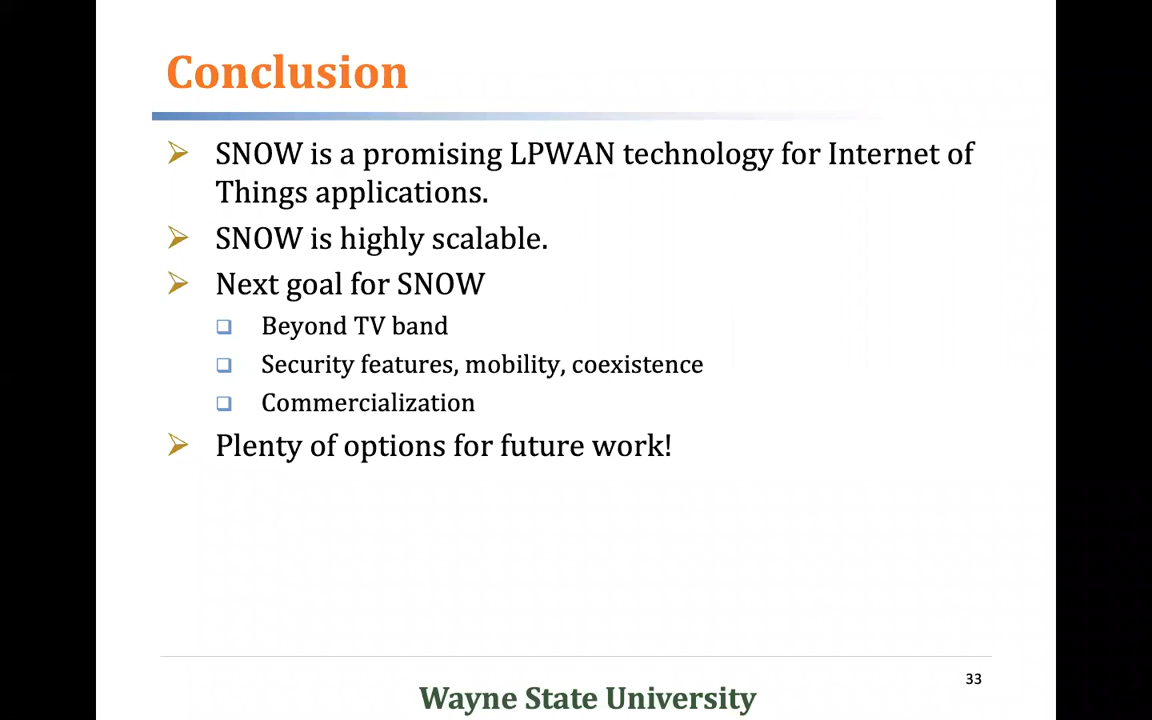 Conclusion
SNOW is a promising LPWAN technology for Internet of
Things applications.
SNOW is highly scalable.
Next goal for SNOW
Beyond TV band
Security features, mobility, coexistence
Commercialization
Plenty of options for future work!
33
Wayne State University